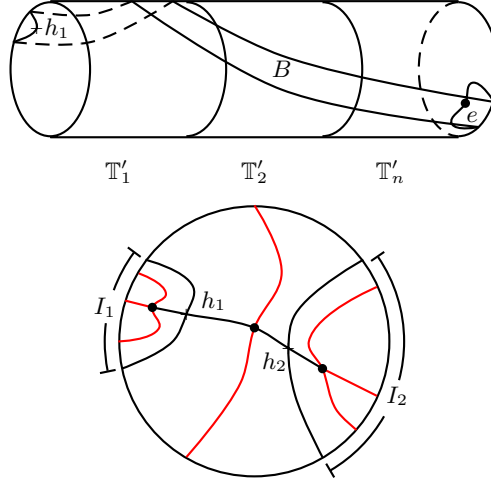 h₁
B
e
𝕋′₁ 𝕋′₂ 𝕋′ₙ
I₁ h₁
h₂
I₂